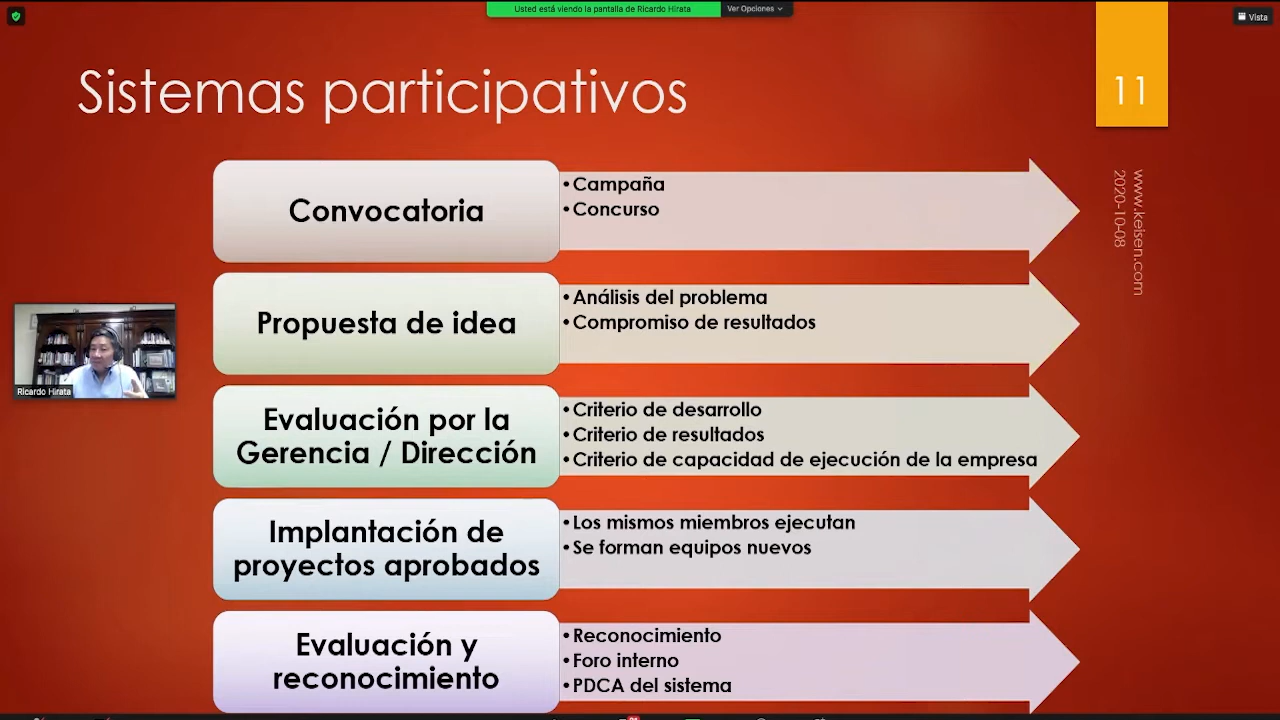 Usted está viendo la pantalla de Ricardo Hirata
Ver Opciones
Vista
Sistemas participativos
11
www.keisen.com
2020-10-08
Convocatoria
•Campaña
•Concurso
Propuesta de idea
•Análisis del problema
•Compromiso de resultados
Evaluación por la
Gerencia / Dirección
•Criterio de desarrollo
•Criterio de resultados
•Criterio de capacidad de ejecución de la empresa
Implantación de
proyectos aprobados
•Los mismos miembros ejecutan
•Se forman equipos nuevos
Evaluación y
reconocimiento
•Reconocimiento
•Foro interno
•PDCA del sistema
Ricardo Hirata